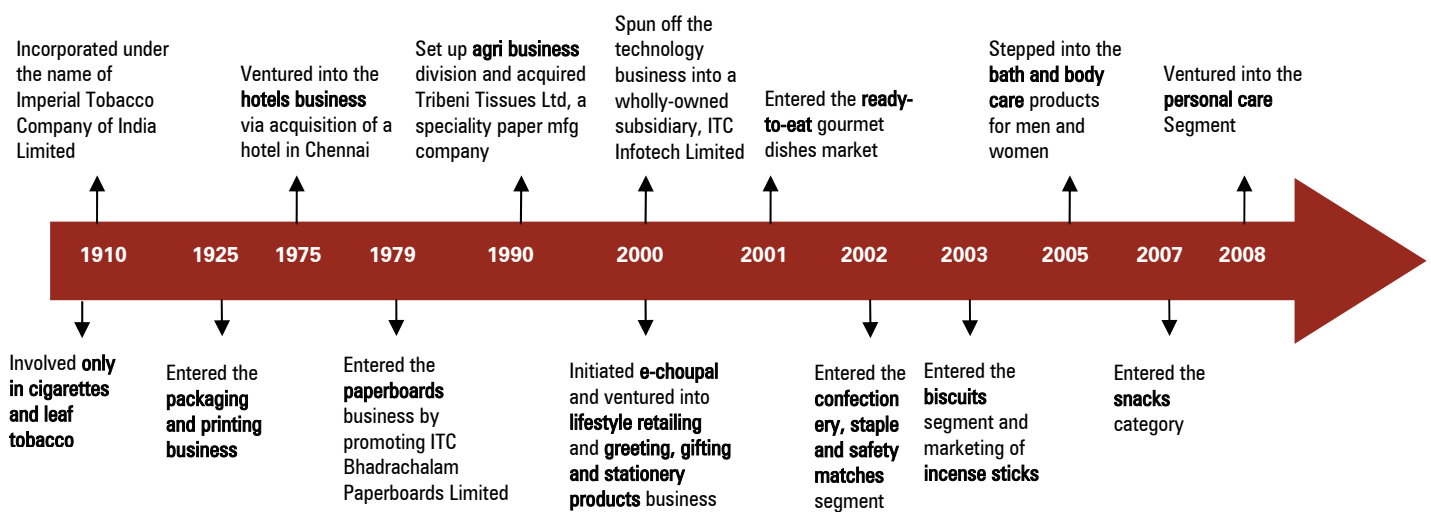 Incorporated under
the name of
Imperial Tobacco
Company of India
Limited
Ventured into the
hotels business
via acquisition of a
hotel in Chennai
Set up agri business
division and acquired
Tribeni Tissues Ltd, a
speciality paper mfg
company
Spun off the
technology
business into a
wholly-owned
subsidiary, ITC
Infotech Limited
Entered the ready-
to-eat gourmet
dishes market
Stepped into the
bath and body
care products
for men and
women
Ventured into the
personal care
Segment
1910 1925 1975 1979 1990 2000 2001 2002 2003 2005 2007 2008
Involved only
in cigarettes
and leaf
tobacco
Entered the
packaging
and printing
business
Entered the
paperboards
business by
promoting ITC
Bhadrachalam
Paperboards Limited
Initiated e-choupal
and ventured into
lifestyle retailing
and greeting, gifting
and stationery
products business
Entered the
confection
ery, staple
and safety
matches
segment
Entered the
biscuits
segment and
marketing of
incense sticks
Entered the
snacks
category